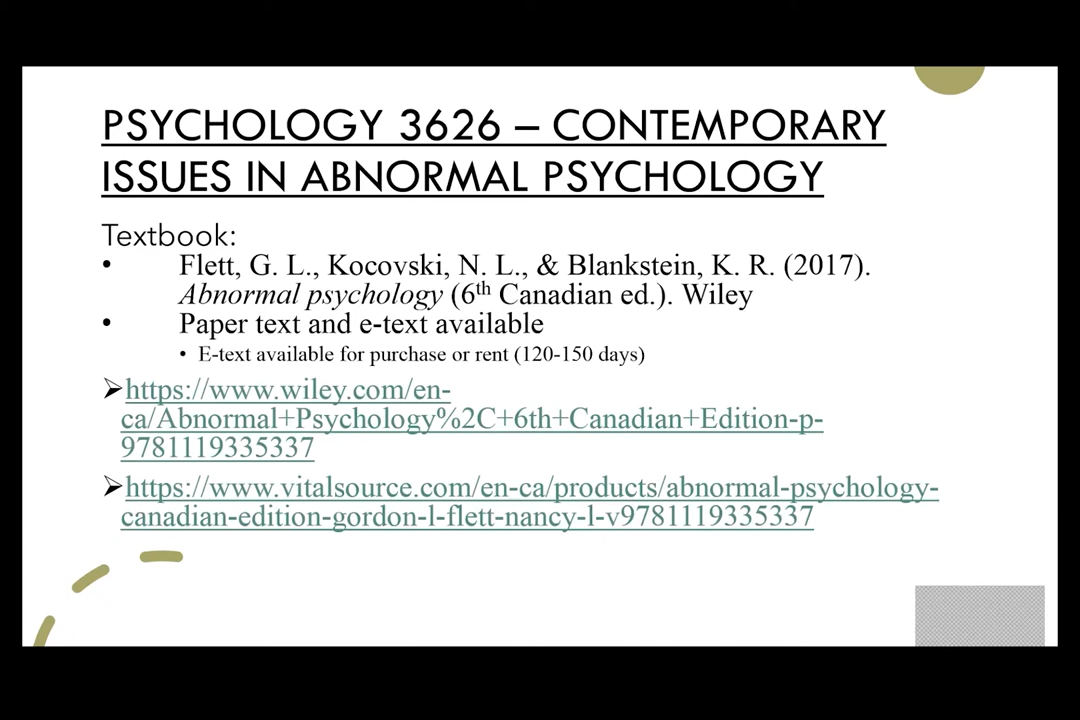 PSYCHOLOGY 3626 – CONTEMPORARY
ISSUES IN ABNORMAL PSYCHOLOGY
Textbook:
• Flett, G. L., Kocovski, N. L., & Blankstein, K. R. (2017).
Abnormal psychology (6th Canadian ed.). Wiley
• Paper text and e-text available
• E-text available for purchase or rent (120-150 days)
➢https://www.wiley.com/en-
ca/Abnormal+Psychology%2C+6th+Canadian+Edition-p-
9781119335337
➢https://www.vitalsource.com/en-ca/products/abnormal-psychology-
canadian-edition-gordon-l-flett-nancy-l-v9781119335337